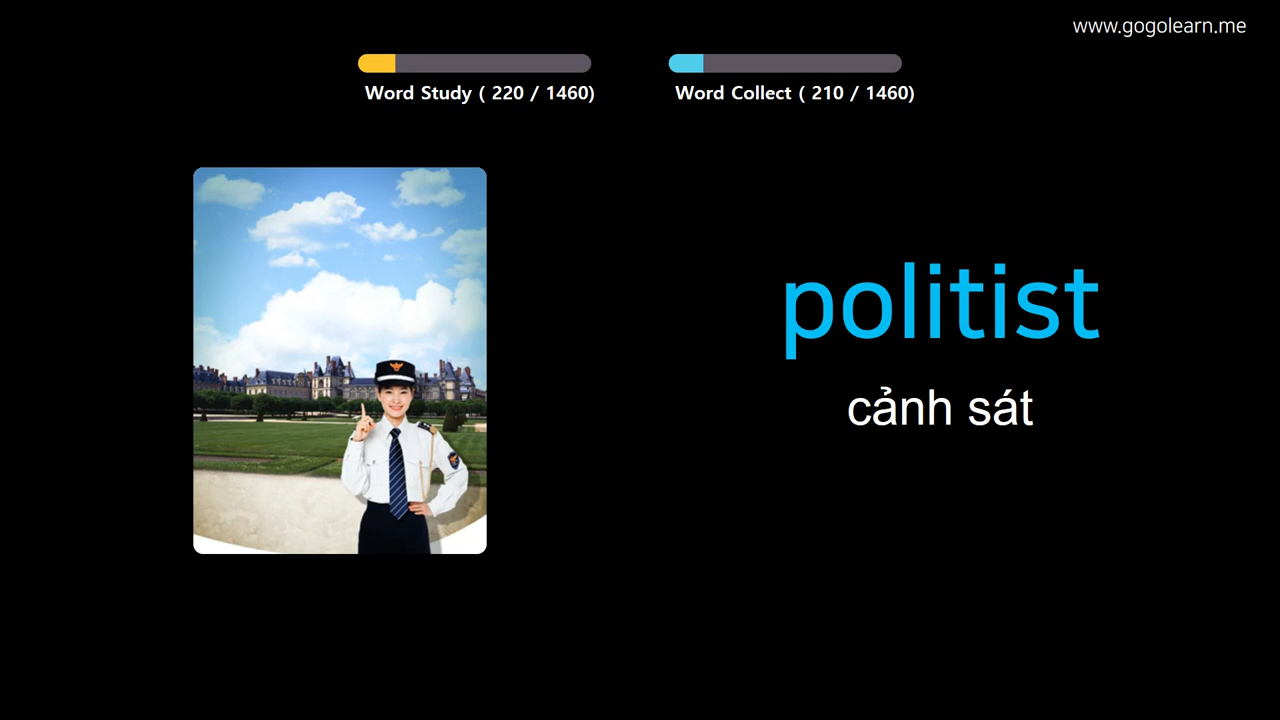 www.gogolearn.me
Word Study ( 220 / 1460)
Word Collect ( 210 / 1460)
politist
cảnh sát